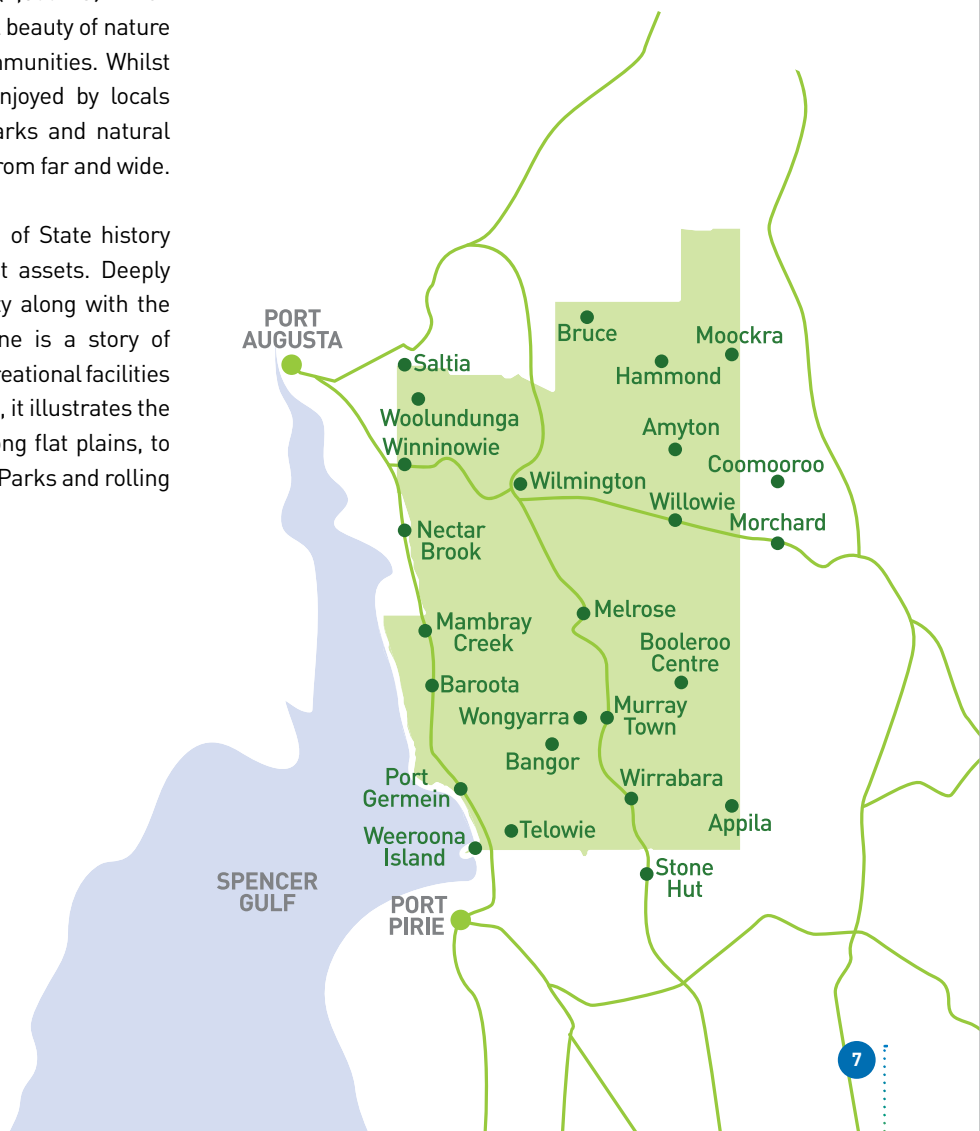 beauty of nature
munities. Whilst
njoyed by locals
arks and natural
rom far and wide.
of State history
t assets. Deeply
y along with the
ne is a story of
reational facilities
, it illustrates the
ong flat plains, to
Parks and rolling
PORT
AUGUSTA
Saltia
Woolundunga
Winninowie
Bruce
Moockra
Hammond
Amyton
Coomooroo
Wilmington
Willowie
Morchard
Nectar
Brook
Mambray
Creek
Melrose
Booleroo
Centre
Baroota
Wongyarra
Murray
Town
Bangor
Port
Germein
Wirrabara
Weeroona
Island
Telowie
Appila
Stone
Hut
SPENCER
GULF
PORT
PIRIE
7